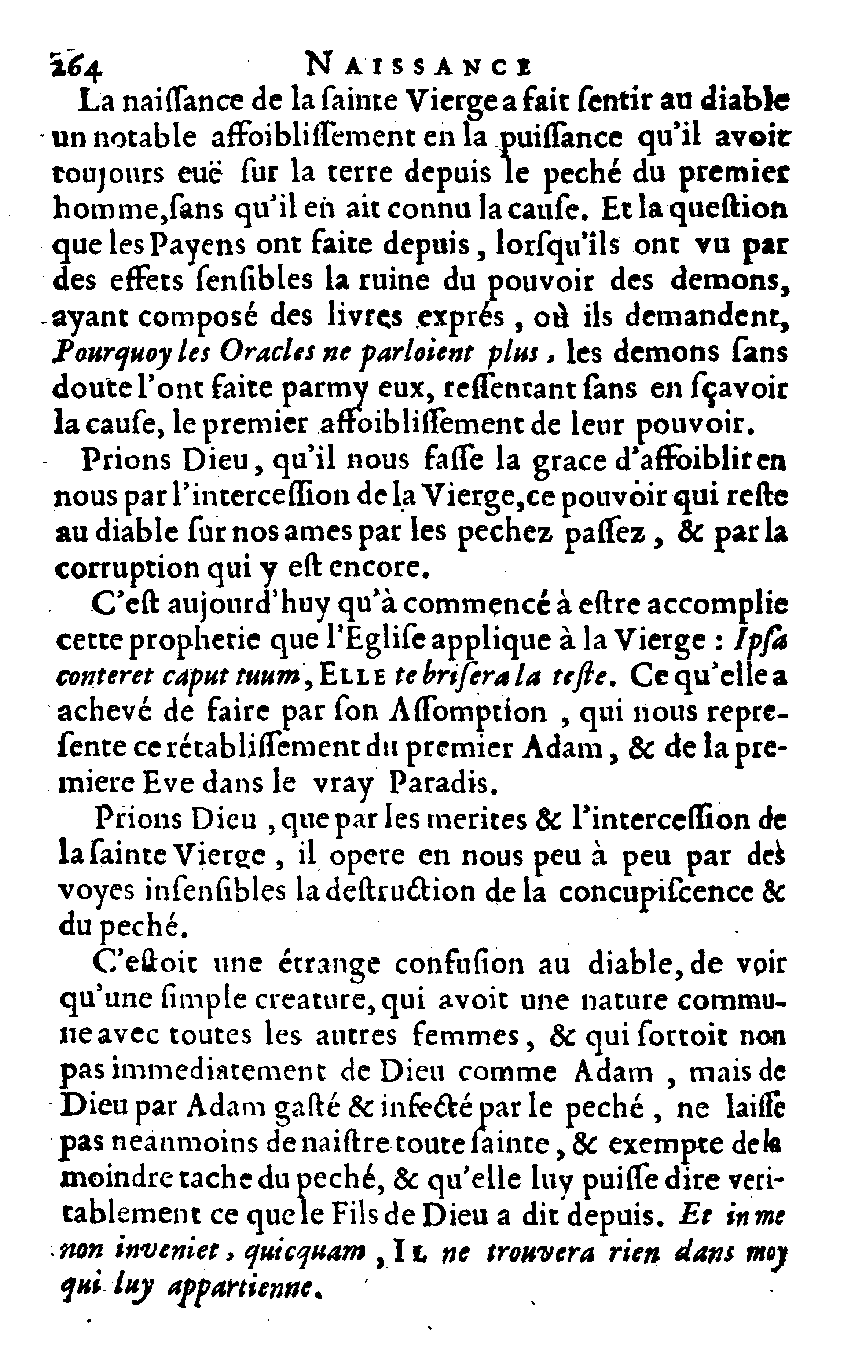 264 NAISSANCE
La naiſſance de la ſainte Vierge a fait ſentir au diable
un notable affoibliſſement en la puiſſance qu'il avoit
toujours euë ſur la terre depuis le peché du premier
homme, ſans qu'il en ait connu la cauſe. Et la queſtion
que les Payens ont faite depuis, lorſqu'ils ont vu par
des effets ſenſibles la ruine du pouvoir des demons,
ayant compoſé des livres exprés, où ils demandent,
Pourquoy les Oracles ne parloient plus, les demons ſans
doute l'ont faite parmy eux, reſſentant ſans en ſçavoir
la cauſe, le premier affoibliſſement de leur pouvoir.
Prions Dieu, qu'il nous faſſe la grace d'affoiblir en
nous par l'interceſſion de la Vierge, ce pouvoir qui reſte
au diable ſur nos ames par les pechez paſſez, & par la
corruption qui y eſt encore.
C'eſt aujourd'huy qu'à commencé à eſtre accomplie
cette prophetie que l'Egliſe applique à la Vierge : Ipſa
conteret caput tuum, ELLE te briſera la teſte. Ce qu'elle a
achevé de faire par ſon Aſſomption, qui nous repre-
ſente ce rétabliſſement du premier Adam, & de la pre-
miere Eve dans le vray Paradis.
Prions Dieu, que par les merites & l'interceſſion de
la ſainte Vierge, il opere en nous peu à peu par des
voyes inſenſibles la deſtruction de la concupiſcence &
du peché.
C'eſtoit une étrange confuſion au diable, de voir
qu'une ſimple creature, qui avoit une nature commu-
ne avec toutes les autres femmes, & qui ſortoit non
pas immediatement de Dieu comme Adam, mais de
Dieu par Adam gaſté & infecté par le peché, ne laiſſe
pas neanmoins de naiſtre toute ſainte, & exempte de la
moindre tache du peché, & qu'elle luy puiſſe dire veri-
tablement ce que le Fils de Dieu a dit depuis. Et in me
non inveniet, quicquam, IL ne trouvera rien dans moy
qui luy appartienne.